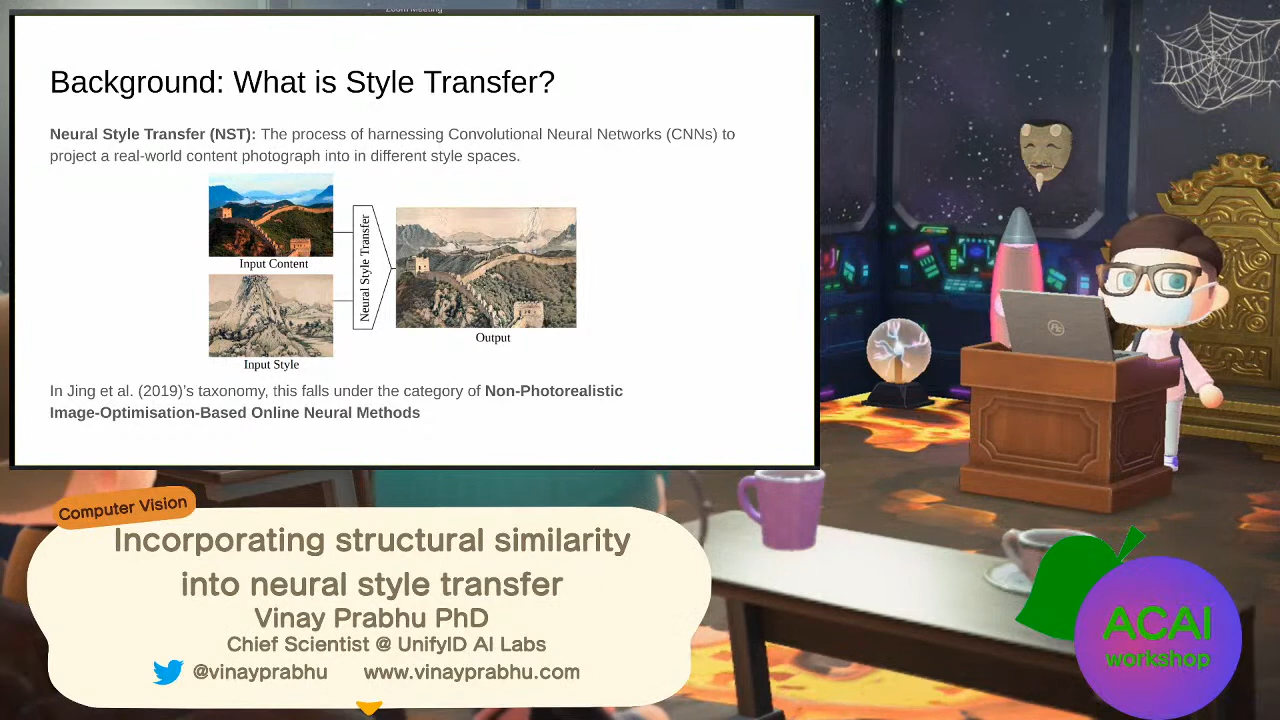 Zoom Meeting
Background: What is Style Transfer?
Neural Style Transfer (NST): The process of harnessing Convolutional Neural Networks (CNNs) to
project a real-world content photograph into in different style spaces.
Input Content
Neural Style Transfer
Input Style
Output
In Jing et al. (2019)'s taxonomy, this falls under the category of Non-Photorealistic
Image-Optimisation-Based Online Neural Methods
Computer Vision
Incorporating structural similarity
into neural style transfer
Vinay Prabhu PhD
Chief Scientist @ UnifyID AI Labs
@vinayprabhu www.vinayprabhu.com
ACAI
workshop